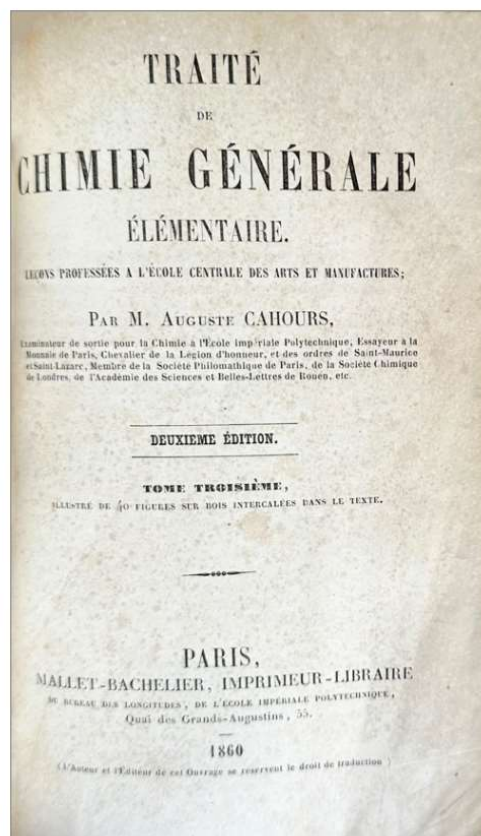 TRAITÉ
DE
CHIMIE GÉNÉRALE
ÉLÉMENTAIRE.
LEÇONS PROFESSÉES A L'ÉCOLE CENTRALE DES ARTS ET MANUFACTURES;
PAR M. AUGUSTE CAHOURS,
Examinateur de sortie pour la Chimie à l'École impériale Polytechnique, Essayeur à la
Monnaie de Paris, Chevalier de la Légion d'honneur, et des ordres de Saint-Maurice
et Saint-Lazare, Membre de la Société Philomathique de Paris, de la Société Chimique
de Londres, de l'Académie des Sciences et Belles-Lettres de Rouen, etc.
DEUXIEME ÉDITION.
TOME TROISIÈME,
ILLUSTRÉ DE 40 FIGURES SUR BOIS INTERCALÉES DANS LE TEXTE.
PARIS,
MALLET-BACHELIER, IMPRIMEUR-LIBRAIRE
DU BUREAU DES LONGITUDES, DE L'ÉCOLE IMPÉRIALE POLYTECHNIQUE,
Quai des Grands-Augustins, 55.
1860
(L'Auteur et l'Éditeur de cet Ouvrage se réservent le droit de traduction)